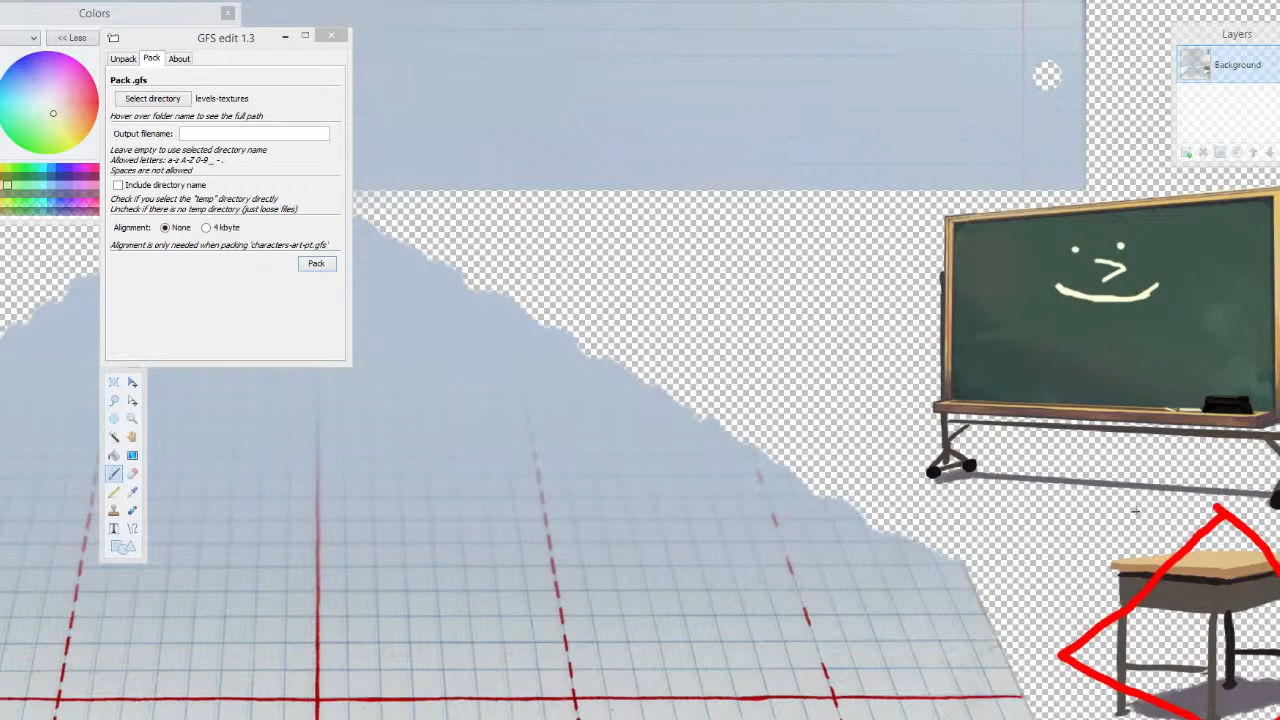 Colors
<< Less
GFS edit 1.3
Unpack
Pack
About
Pack .gfs
Select directory
levels-textures
Hover over folder name to see the full path
Output filename:
Leave empty to use selected directory name
Allowed letters: a-z A-Z 0-9 _ - .
Spaces are not allowed
Include directory name
Check if you select the "temp" directory directly
Uncheck if there is no temp directory (just loose files)
Alignment:
None
4 kbyte
Alignment is only needed when packing 'characters-art-pt.gfs'
Pack
Layers
Background